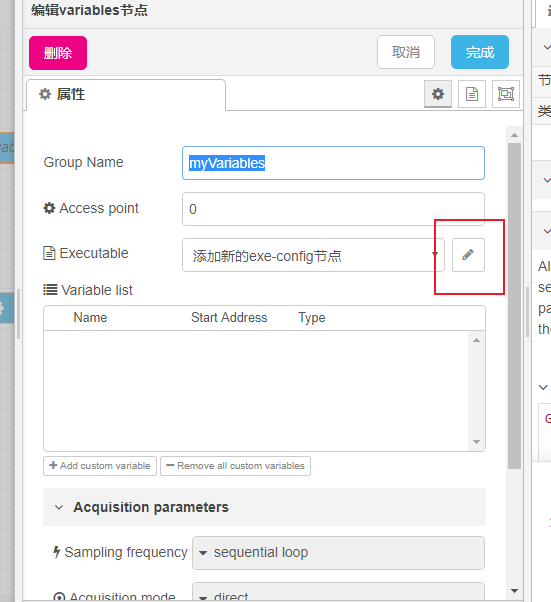 编辑variables节点
删除
取消
完成
属性
Group Name
myVariables
Access point
0
Executable
添加新的exe-config节点
Variable list
Name Start Address Type
Add custom variable
Remove all custom variables
Acquisition parameters
Sampling frequency
sequential loop
Acquisition mode
direct
节
类
Al
se
pa
the